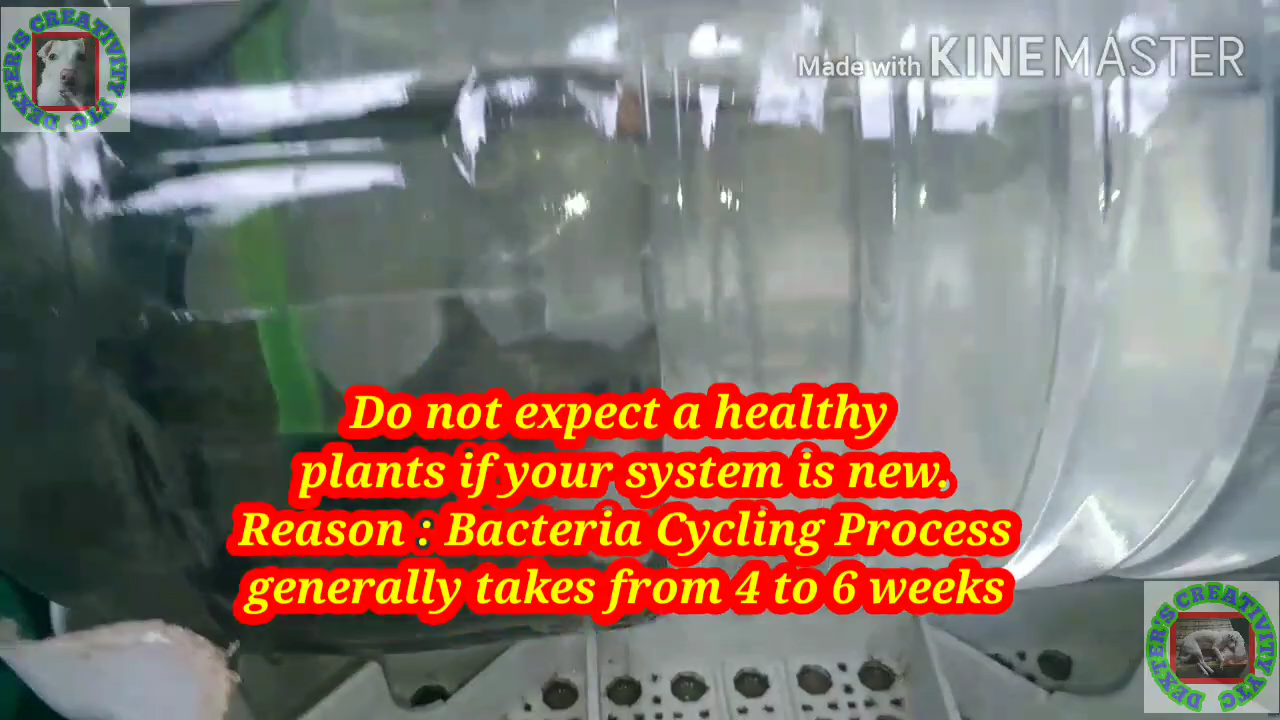 DEXTER'S CREATIVITY YTC
Made with KINEMASTER
Do not expect a healthy
plants if your system is new.
Reason : Bacteria Cycling Process
generally takes from 4 to 6 weeks
DEXTER'S CREATIVITY YTC